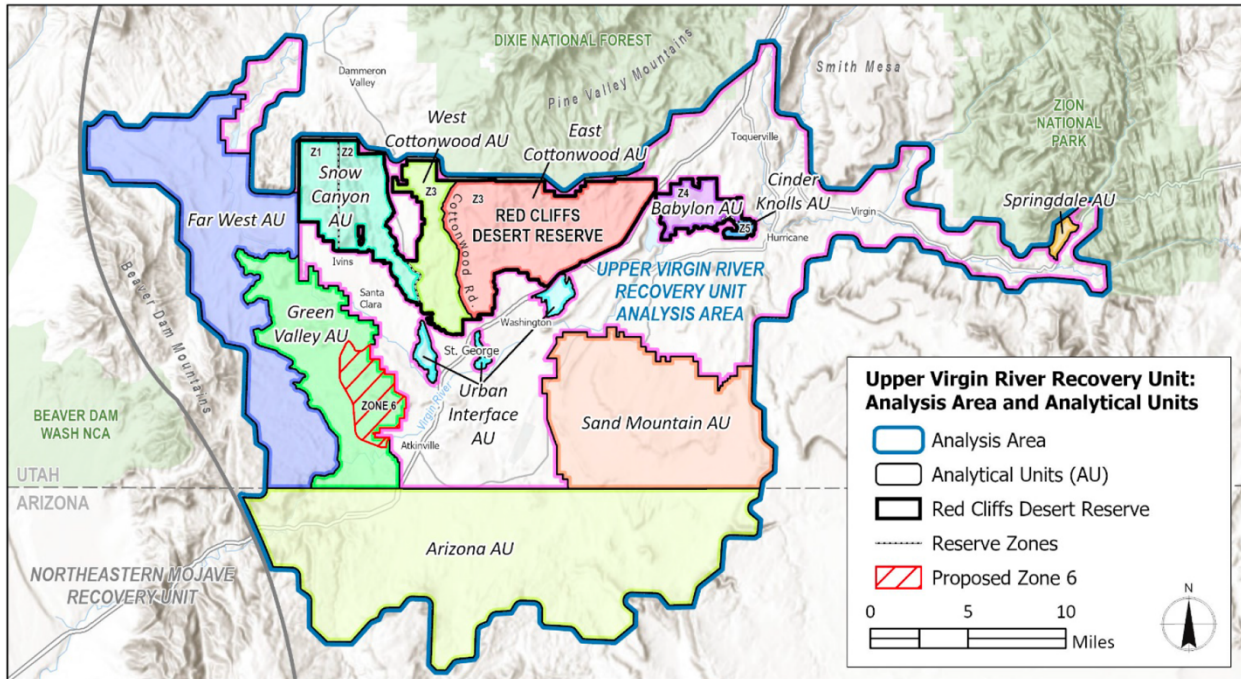 DIXIE NATIONAL FOREST
Pine Valley Mountains
Smith Mesa
Dammeron
Valley
West
Cottonwood AU
East
Cottonwood AU
Toquerville
ZION
NATIONAL
PARK
Z1
Z2
Snow
Canyon
AU
Z3
Z3
Cottonwood Rd.
RED CLIFFS
DESERT RESERVE
Z4
Babylon AU
Cinder
Knolls AU
Z5
Virgin
Hurricane
Springdale AU
Far West AU
Ivins
Beaver Dam Mountains
Santa
Clara
Green
Valley AU
UPPER VIRGIN RIVER
RECOVERY UNIT
ANALYSIS AREA
Washington
St. George
Urban
Interface
AU
Virgin River
ZONE 6
Atkinville
Sand Mountain AU
BEAVER DAM
WASH NCA
UTAH
ARIZONA
Arizona AU
NORTHEASTERN MOJAVE
RECOVERY UNIT
Upper Virgin River Recovery Unit:
Analysis Area and Analytical Units
Analysis Area
Analytical Units (AU)
Red Cliffs Desert Reserve
Reserve Zones
Proposed Zone 6
0 5 10
Miles
N